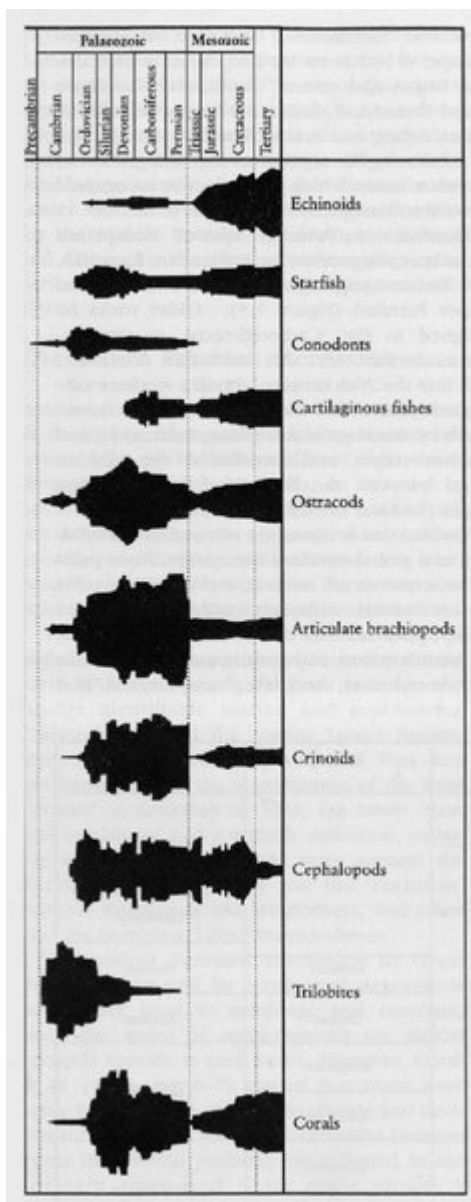 Palaeozoic Mesozoic
Precambrian
Cambrian
Ordovician
Silurian
Devonian
Carboniferous
Permian
Triassic
Jurassic
Cretaceous
Tertiary
Echinoids
Starfish
Conodonts
Cartilaginous fishes
Ostracods
Articulate brachiopods
Crinoids
Cephalopods
Trilobites
Corals